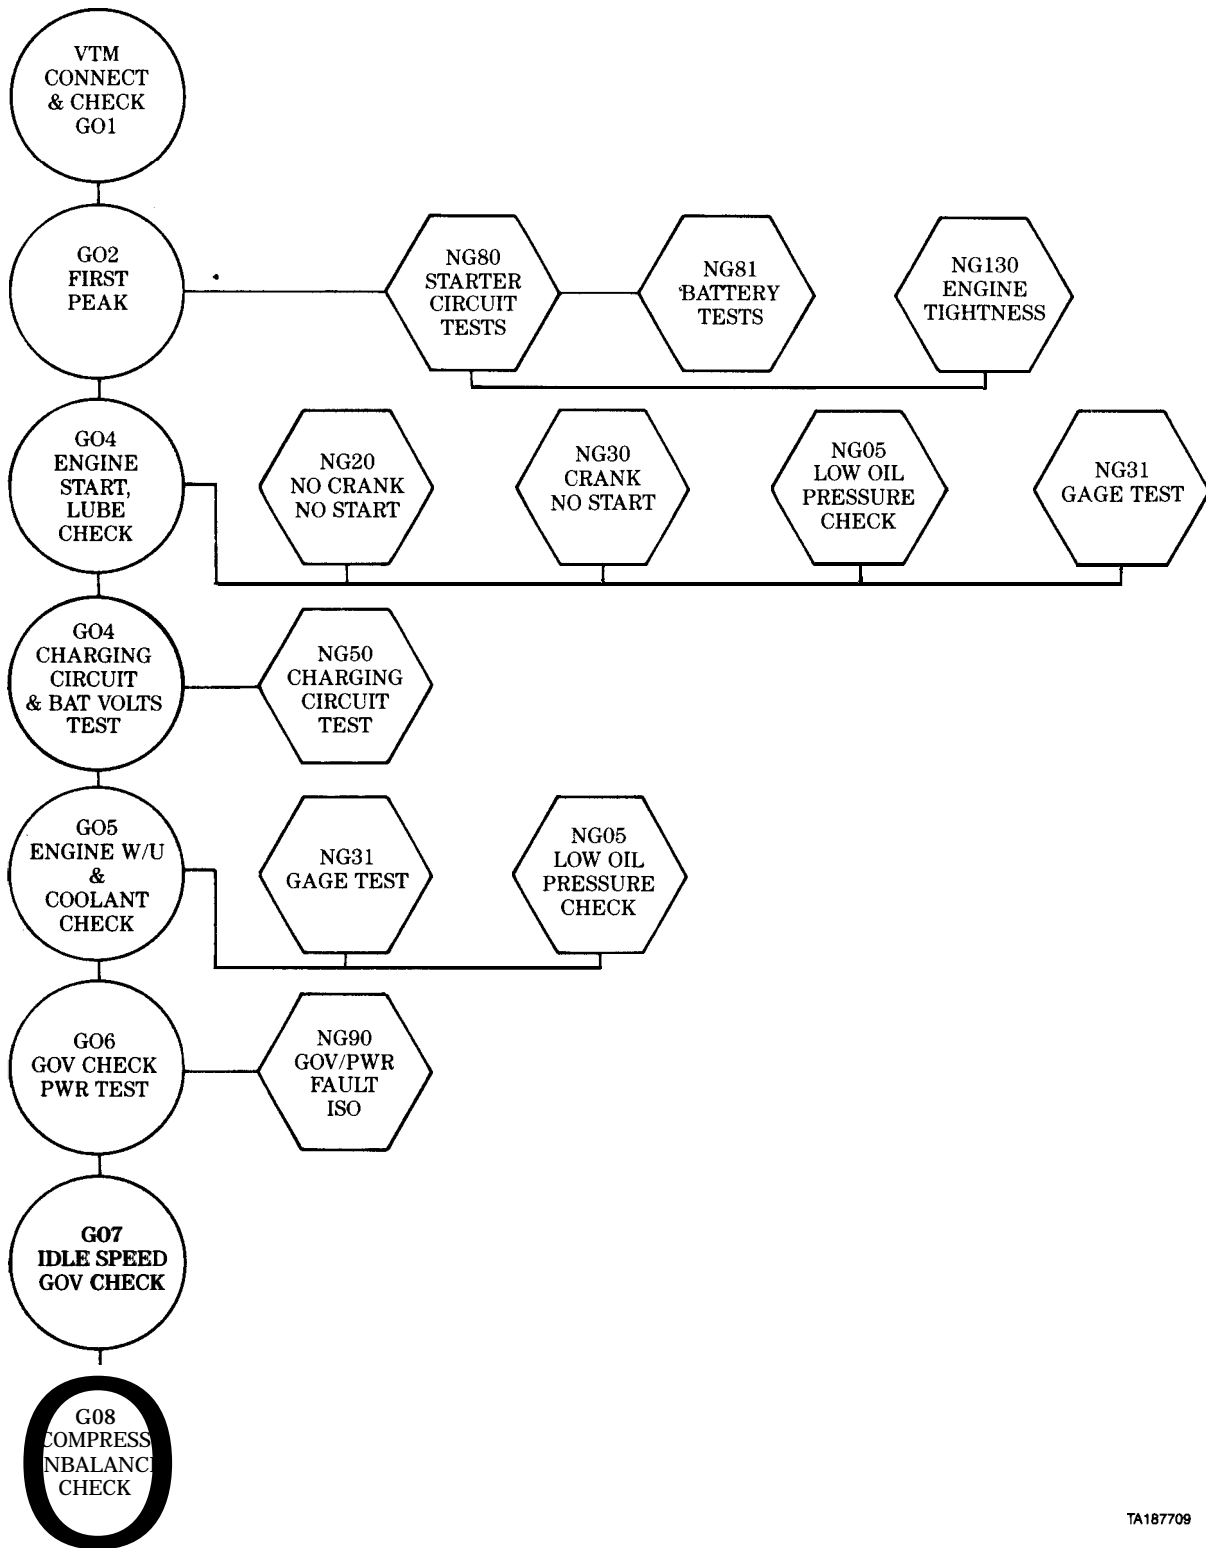 VTM
CONNECT
& CHECK
GO1
GO2
FIRST
PEAK
NG80
STARTER
CIRCUIT
TESTS
NG81
BATTERY
TESTS
NG130
ENGINE
TIGHTNESS
GO4
ENGINE
START,
LUBE
CHECK
NG20
NO CRANK
NO START
NG30
CRANK
NO START
NG05
LOW OIL
PRESSURE
CHECK
NG31
GAGE TEST
GO4
CHARGING
CIRCUIT
& BAT VOLTS
TEST
NG50
CHARGING
CIRCUIT
TEST
GO5
ENGINE W/U
&
COOLANT
CHECK
NG31
GAGE TEST
NG05
LOW OIL
PRESSURE
CHECK
GO6
GOV CHECK
PWR TEST
NG90
GOV/PWR
FAULT
ISO
G07
IDLE SPEED
GOV CHECK
G08
COMPRESS
NBALANC
CHECK
TA187709